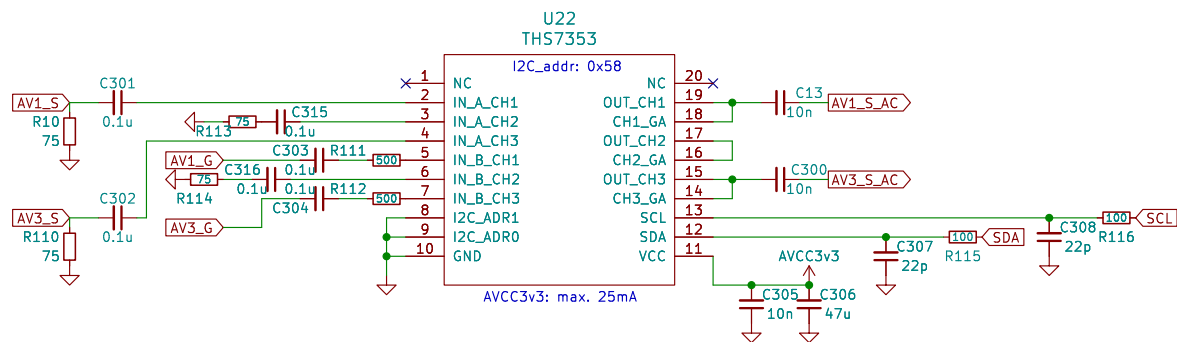 U22
THS7353
I2C_addr: 0x58
1 NC
2 IN_A_CH1
3 IN_A_CH2
4 IN_A_CH3
5 IN_B_CH1
6 IN_B_CH2
7 IN_B_CH3
8 I2C_ADR1
9 I2C_ADR0
10 GND
NC 20
OUT_CH1 19
CH1_GA 18
OUT_CH2 17
CH2_GA 16
OUT_CH3 15
CH3_GA 14
SCL 13
SDA 12
VCC 11
AVCC3v3: max. 25mA
AV1_S
C301
0.1u
R10
75
R113
75
C315
0.1u
AV1_G
C303
0.1u
R111
500
R114
75
C316
0.1u
C304
0.1u
R112
500
AV3_G
AV3_S
C302
0.1u
R110
75
C13
10n
AV1_S_AC
C300
10n
AV3_S_AC
C308
22p
100
R116
SCL
C307
22p
100
R115
SDA
AVCC3v3
C305
10n
C306
47u